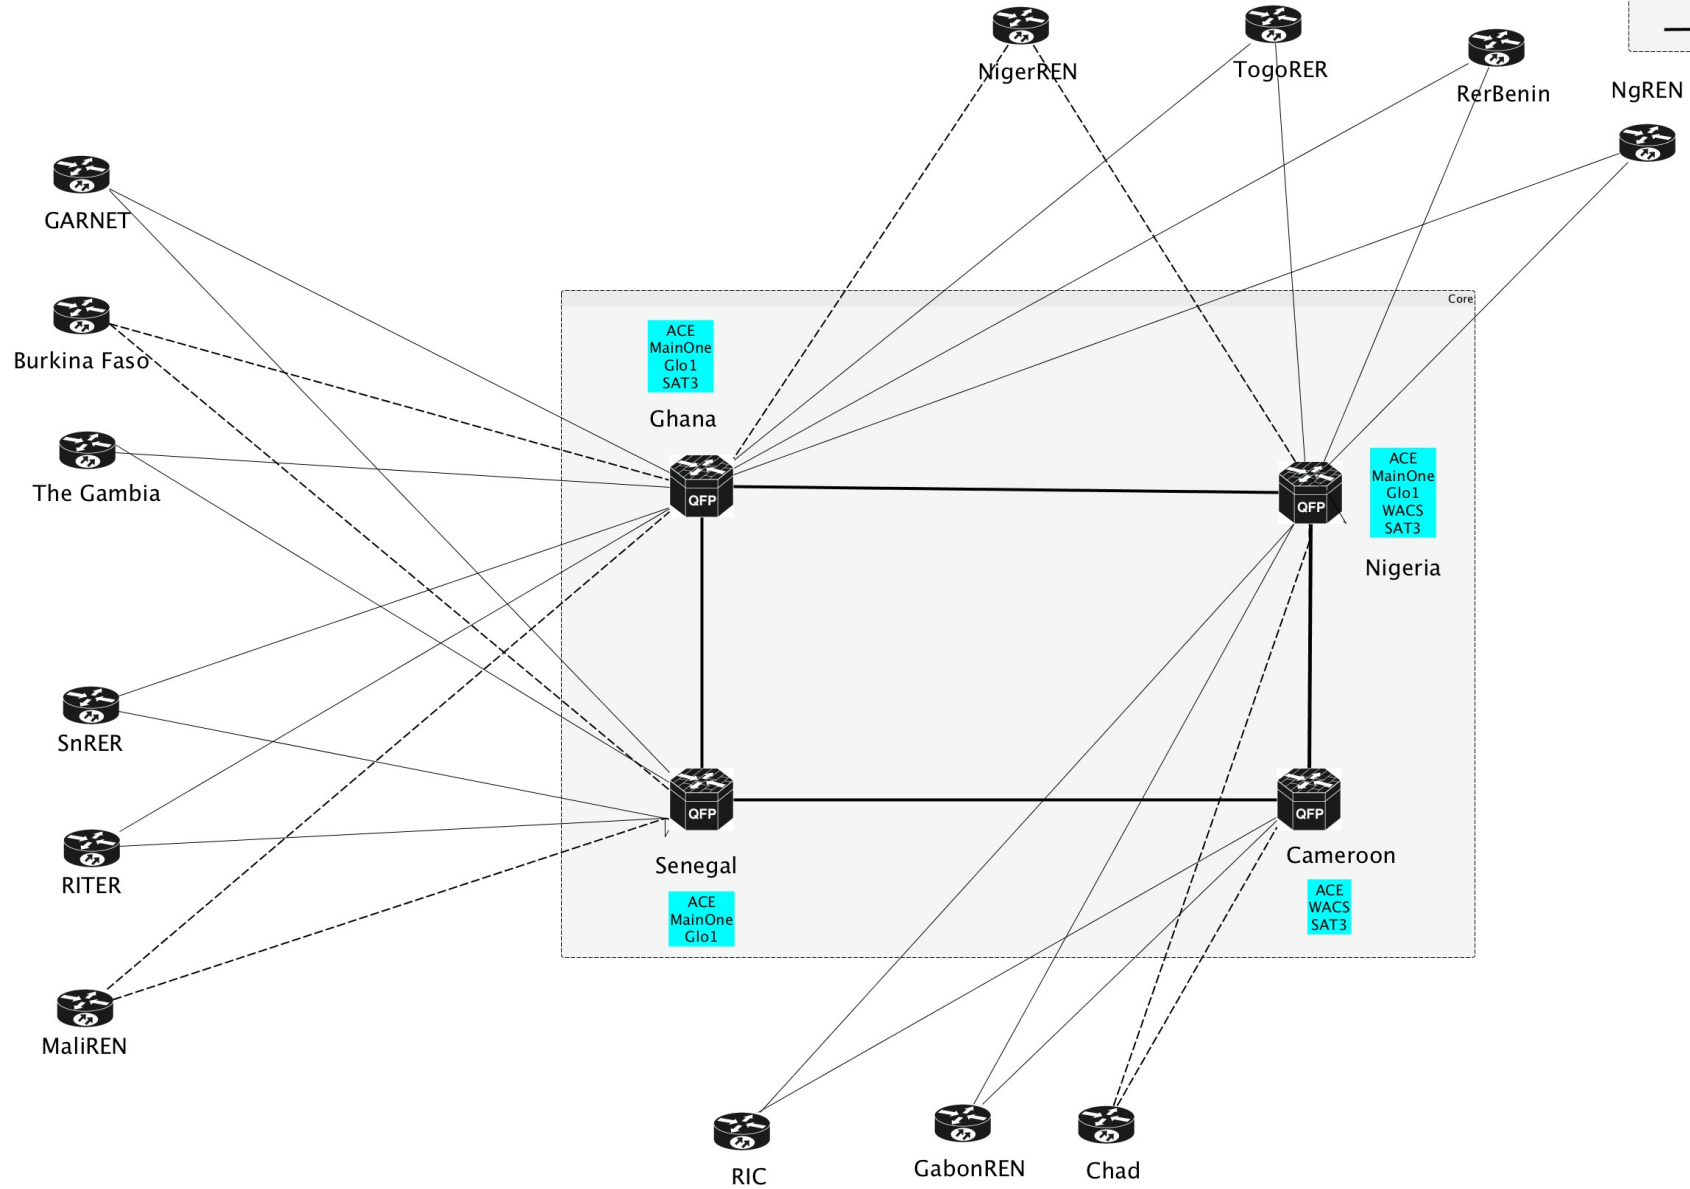 NigerREN
TogoRER
RerBenin
NgREN
GARNET
Burkina Faso
The Gambia
SnRER
RITER
MaliREN
Core
ACE
MainOne
Glo1
SAT3
Ghana
QFP
QFP
ACE
MainOne
Glo1
WACS
SAT3
Nigeria
QFP
Senegal
ACE
MainOne
Glo1
QFP
Cameroon
ACE
WACS
SAT3
RIC
GabonREN
Chad